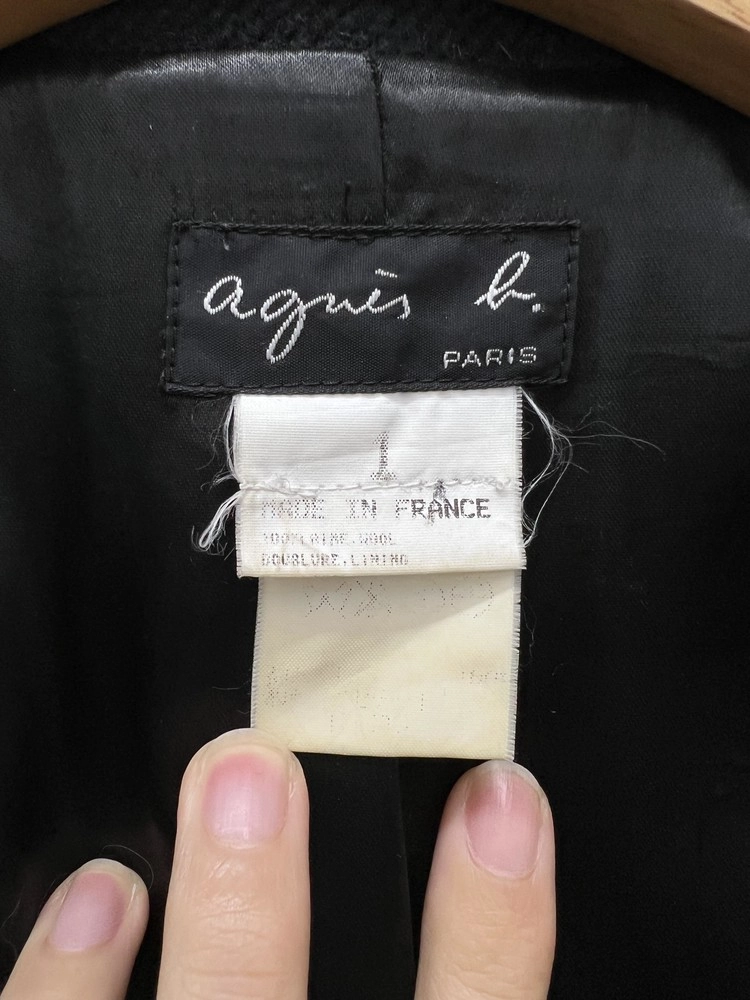 agnès b.
PARIS
1
MADE IN FRANCE
100%LAINE.WOOL
DOUBLURE.LINING